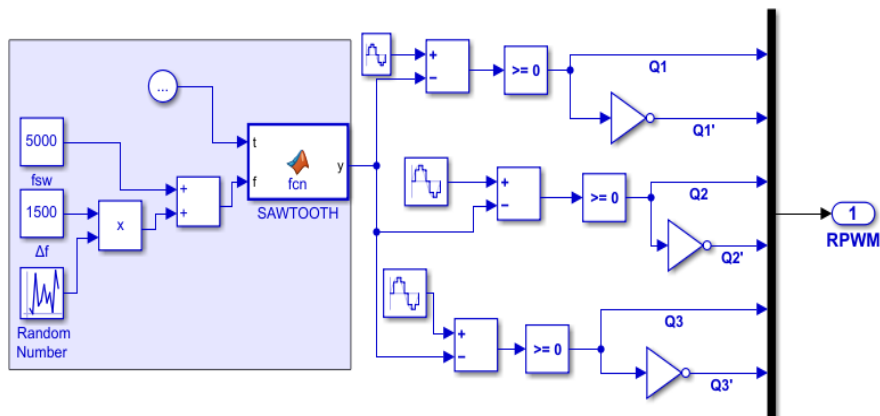 ...
5000
fsw
1500
Δf
Random
Number
x
+
+
t
f
fcn
y
SAWTOOTH
+
−
>= 0
Q1
Q1'
+
−
>= 0
Q2
Q2'
+
−
>= 0
Q3
Q3'
1
RPWM